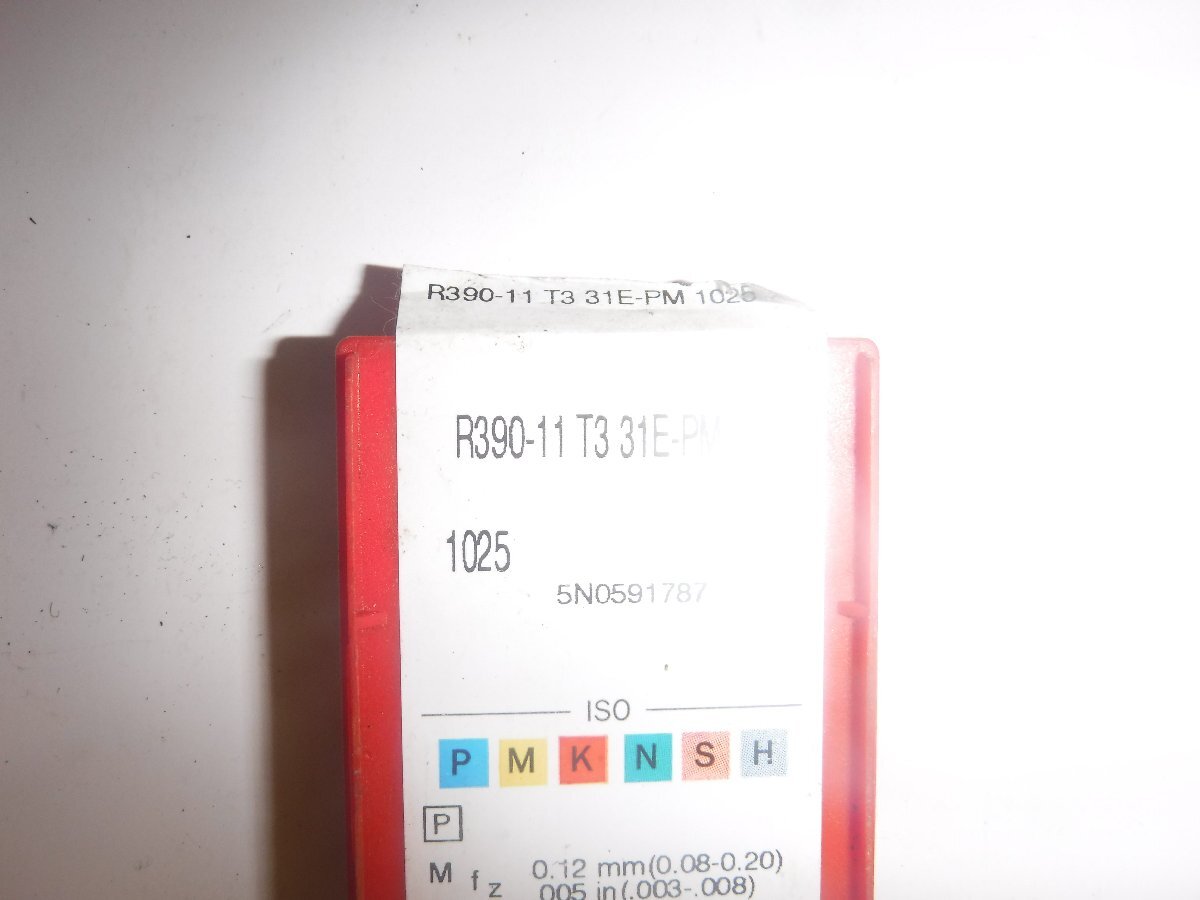 R390-11 T3 31E-PM 1025
R390-11 T3 31E-PM
1025
5N0591787
ISO
P M K N S H
P
M fz 0.12 mm(0.08-0.20)
.005 in(.003-.008)